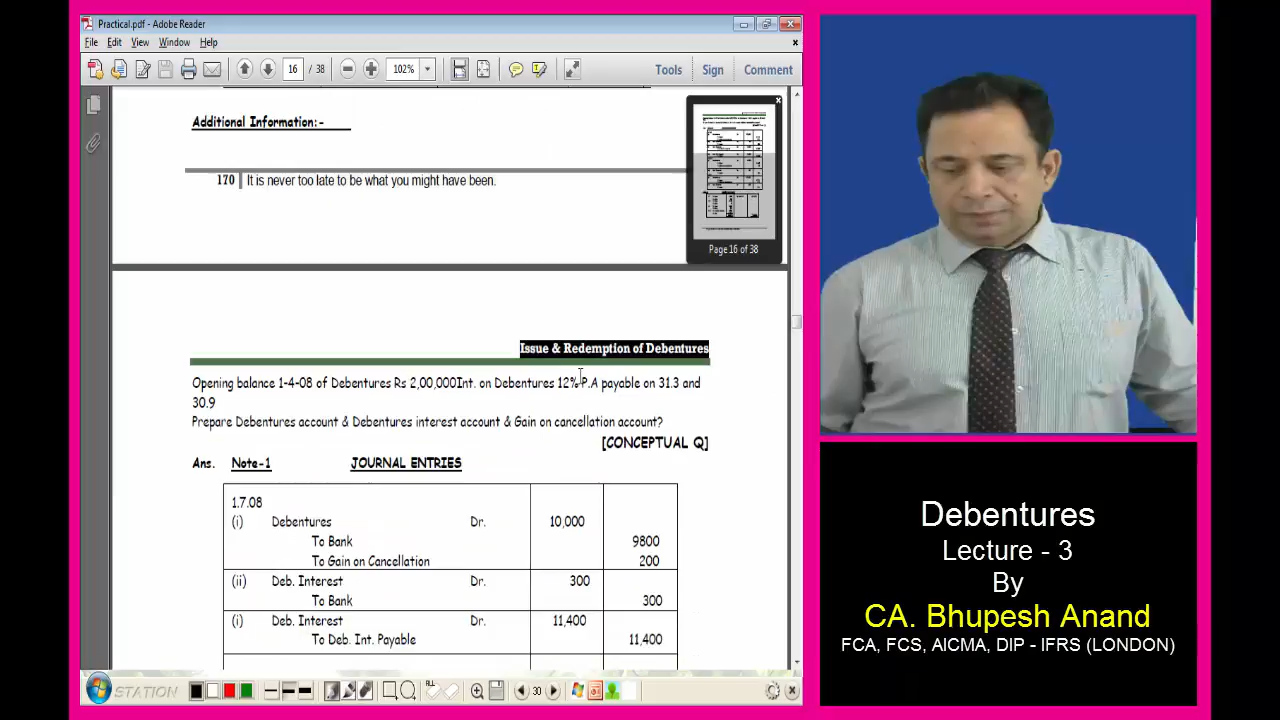 Practical.pdf - Adobe Reader
File Edit View Window Help
16 / 38 102% Tools Sign Comment
Additional Information:-
170 It is never too late to be what you might have been.
Page 16 of 38
Issue & Redemption of Debentures
Opening balance 1-4-08 of Debentures Rs 2,00,000Int. on Debentures 12% P.A payable on 31.3 and
30.9
Prepare Debentures account & Debentures interest account & Gain on cancellation account?
[CONCEPTUAL Q]
Ans. Note-1 JOURNAL ENTRIES
1.7.08
(i) Debentures Dr. 10,000
To Bank 9800
To Gain on Cancellation 200
(ii) Deb. Interest Dr. 300
To Bank 300
(i) Deb. Interest Dr. 11,400
To Deb. Int. Payable 11,400
STATION 30
Debentures
Lecture - 3
By
CA. Bhupesh Anand
FCA, FCS, AICMA, DIP - IFRS (LONDON)